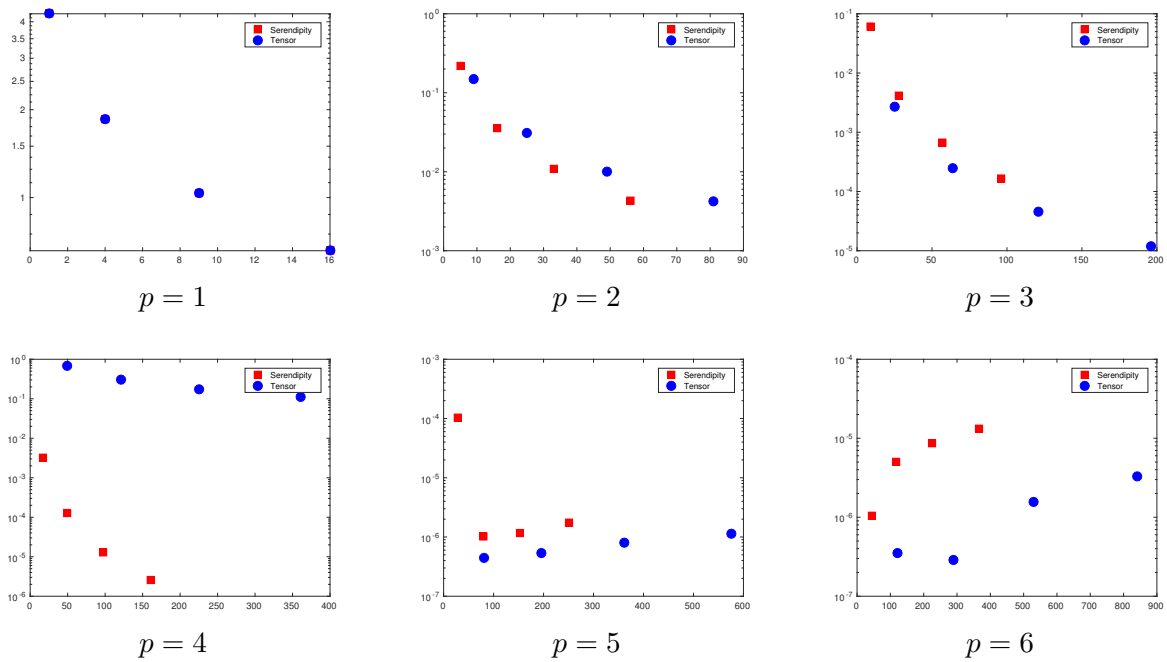 4
3.5
3
2.5
2
1.5
1
0 2 4 6 8 10 12 14 16
Serendipity
Tensor
p = 1
10^0
10^-1
10^-2
10^-3
0 10 20 30 40 50 60 70 80 90
Serendipity
Tensor
p = 2
10^-1
10^-2
10^-3
10^-4
10^-5
0 50 100 150 200
Serendipity
Tensor
p = 3
10^0
10^-1
10^-2
10^-3
10^-4
10^-5
10^-6
0 50 100 150 200 250 300 350 400
Serendipity
Tensor
p = 4
10^-3
10^-4
10^-5
10^-6
10^-7
0 100 200 300 400 500 600
Serendipity
Tensor
p = 5
10^-4
10^-5
10^-6
10^-7
0 100 200 300 400 500 600 700 800 900
Serendipity
Tensor
p = 6